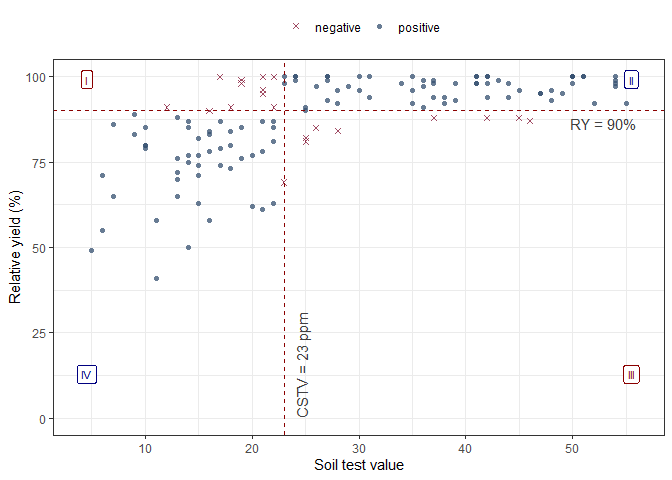 negative positive
100
75
50
25
0
Relative yield (%)
I
II
RY = 90%
CSTV = 23 ppm
IV
III
10 20 30 40 50
Soil test value